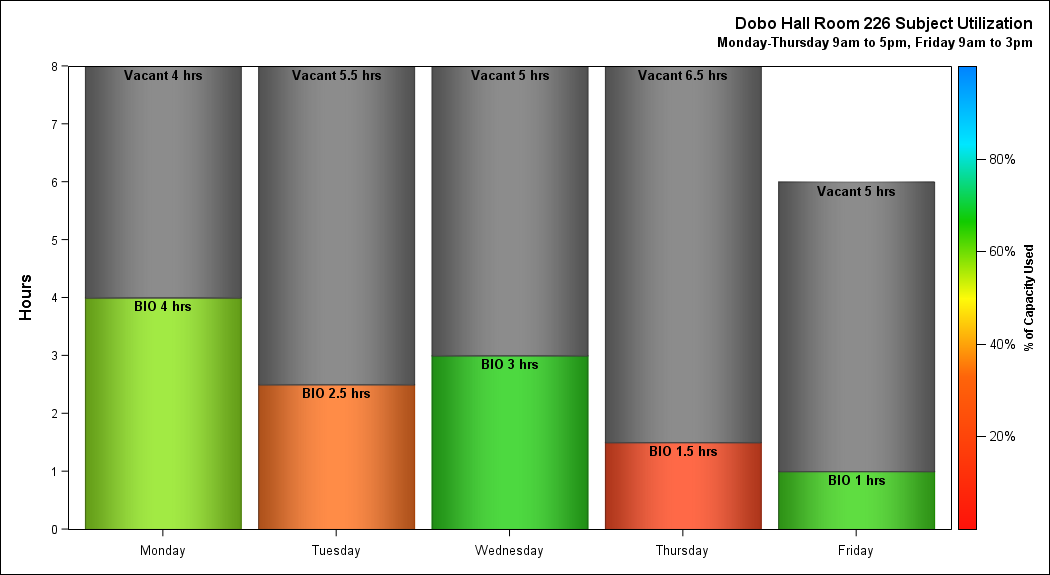 Dobo Hall Room 226 Subject Utilization
Monday-Thursday 9am to 5pm, Friday 9am to 3pm
Hours
8
7
6
5
4
3
2
1
0
Vacant 4 hrs
Vacant 5.5 hrs
Vacant 5 hrs
Vacant 6.5 hrs
Vacant 5 hrs
BIO 4 hrs
BIO 2.5 hrs
BIO 3 hrs
BIO 1.5 hrs
BIO 1 hrs
Monday
Tuesday
Wednesday
Thursday
Friday
80%
60%
40%
20%
% of Capacity Used